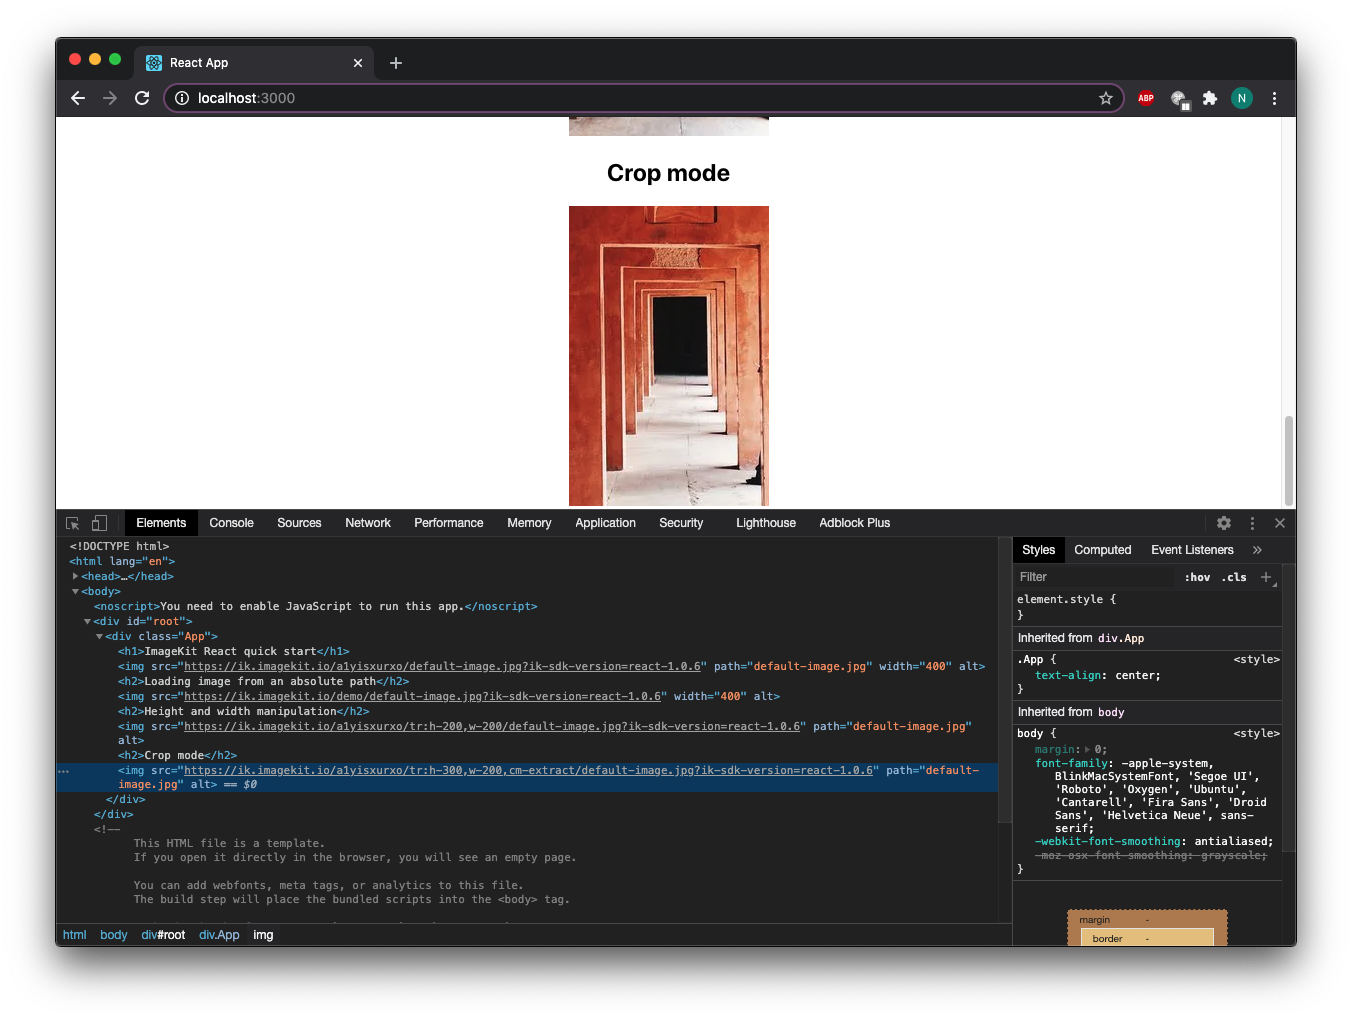 React App
localhost:3000
ABP
N
Crop mode
Elements Console Sources Network Performance Memory Application Security Lighthouse Adblock Plus
<!DOCTYPE html>
<html lang="en">
<head>…</head>
<body>
<noscript>You need to enable JavaScript to run this app.</noscript>
<div id="root">
<div class="App">
<h1>ImageKit React quick start</h1>
<img src="https://ik.imagekit.io/a1yisxurxo/default-image.jpg?ik-sdk-version=react-1.0.6" path="default-image.jpg" width="400" alt>
<h2>Loading image from an absolute path</h2>
<img src="https://ik.imagekit.io/demo/default-image.jpg?ik-sdk-version=react-1.0.6" width="400" alt>
<h2>Height and width manipulation</h2>
<img src="https://ik.imagekit.io/a1yisxurxo/tr:h-200,w-200/default-image.jpg?ik-sdk-version=react-1.0.6" path="default-image.jpg"
alt>
<h2>Crop mode</h2>
<img src="https://ik.imagekit.io/a1yisxurxo/tr:h-300,w-200,cm-extract/default-image.jpg?ik-sdk-version=react-1.0.6" path="default-
image.jpg" alt> == $0
</div>
</div>
<!--
This HTML file is a template.
If you open it directly in the browser, you will see an empty page.
You can add webfonts, meta tags, or analytics to this file.
The build step will place the bundled scripts into the <body> tag.
html body div#root div.App img
Styles Computed Event Listeners »
Filter :hov .cls +
element.style {
}
Inherited from div.App
.App { <style>
text-align: center;
}
Inherited from body
body { <style>
margin: 0;
font-family: -apple-system,
BlinkMacSystemFont, 'Segoe UI',
'Roboto', 'Oxygen', 'Ubuntu',
'Cantarell', 'Fira Sans', 'Droid
Sans', 'Helvetica Neue', sans-
serif;
-webkit-font-smoothing: antialiased;
-moz-osx-font-smoothing: grayscale;
}
margin -
border -